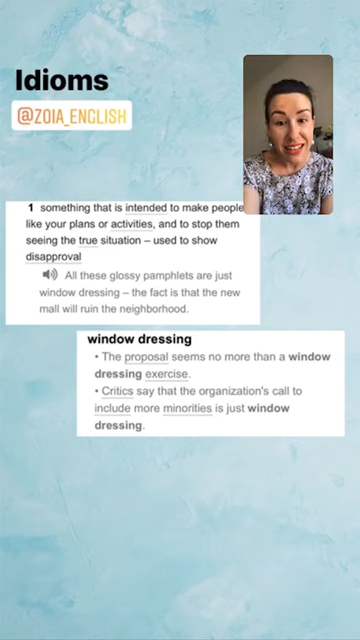 Idioms
@ZOIA_ENGLISH
1 something that is intended to make people
like your plans or activities, and to stop them
seeing the true situation – used to show
disapproval
All these glossy pamphlets are just
window dressing – the fact is that the new
mall will ruin the neighborhood.
window dressing
• The proposal seems no more than a window
dressing exercise.
• Critics say that the organization's call to
include more minorities is just window
dressing.